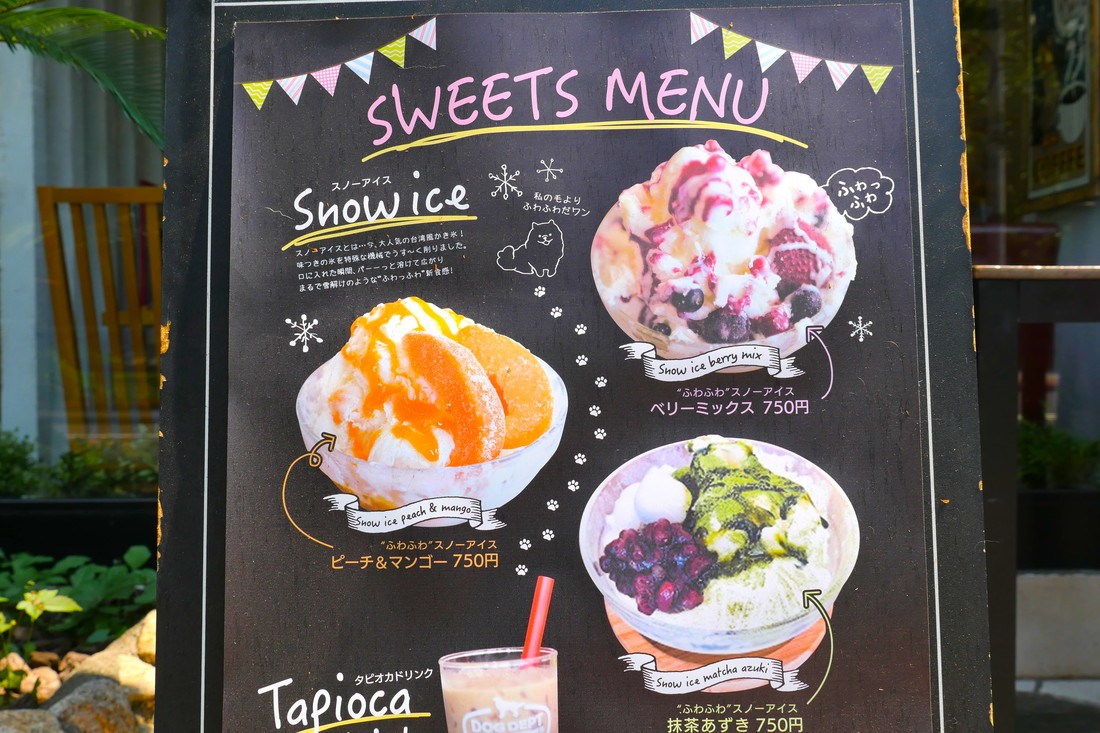 SWEETS MENU
スノーアイス
Snow ice
スノーアイスとは…今、大人気の台湾風かき氷！
味つきの氷を特殊な機械でうす〜く削りました。
口に入れた瞬間、パーーっと溶けて広がり
まるで雪解けのような“ふわっふわ”新食感！
私の毛より
ふわふわだワン
ふわっ
ふわ
Snow ice berry mix
“ふわふわ”スノーアイス
ベリーミックス 750円
Snow ice peach & mango
“ふわふわ”スノーアイス
ピーチ&マンゴー 750円
Snow ice matcha azuki
“ふわふわ”スノーアイス
抹茶あずき 750円
タピオカドリンク
Tapioca
DOG DEPT
COFFEE